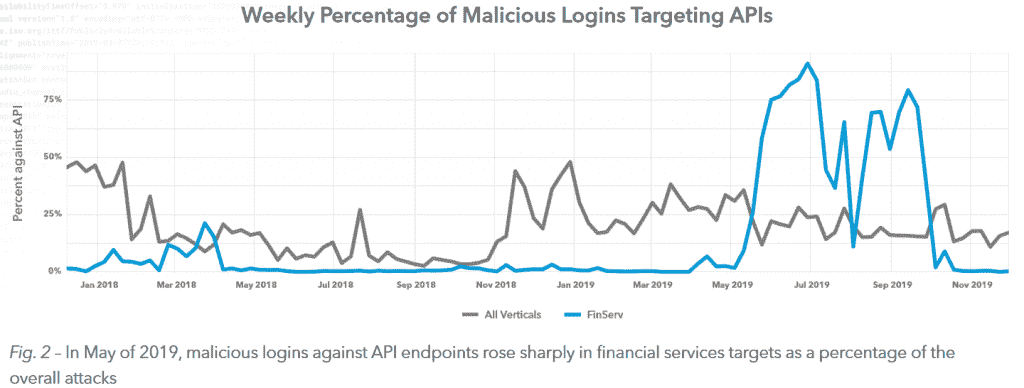 Weekly Percentage of Malicious Logins Targeting APIs
Percent against API
75%
50%
25%
0%
Jan 2018 Mar 2018 May 2018 Jul 2018 Sep 2018 Nov 2018 Jan 2019 Mar 2019 May 2019 Jul 2019 Sep 2019 Nov 2019
All Verticals FinServ
Fig. 2 – In May of 2019, malicious logins against API endpoints rose sharply in financial services targets as a percentage of the
overall attacks